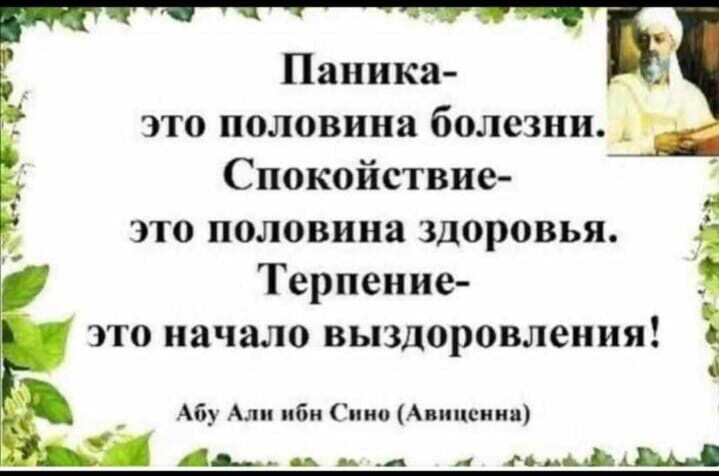 Паника-
это половина болезни.
Спокойствие-
это половина здоровья.
Терпение-
это начало выздоровления!
Абу Али ибн Сино (Авиценна)